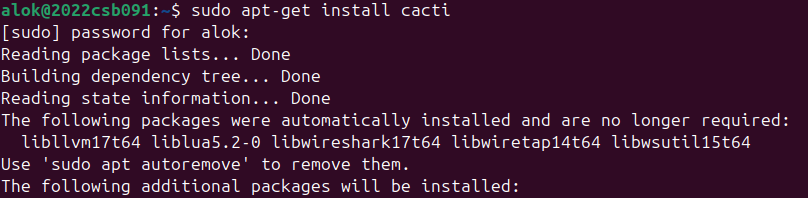 alok@2022csb091:~$ sudo apt-get install cacti
[sudo] password for alok:
Reading package lists... Done
Building dependency tree... Done
Reading state information... Done
The following packages were automatically installed and are no longer required:
  libllvm17t64 liblua5.2-0 libwireshark17t64 libwiretap14t64 libwsutil15t64
Use 'sudo apt autoremove' to remove them.
The following additional packages will be installed: